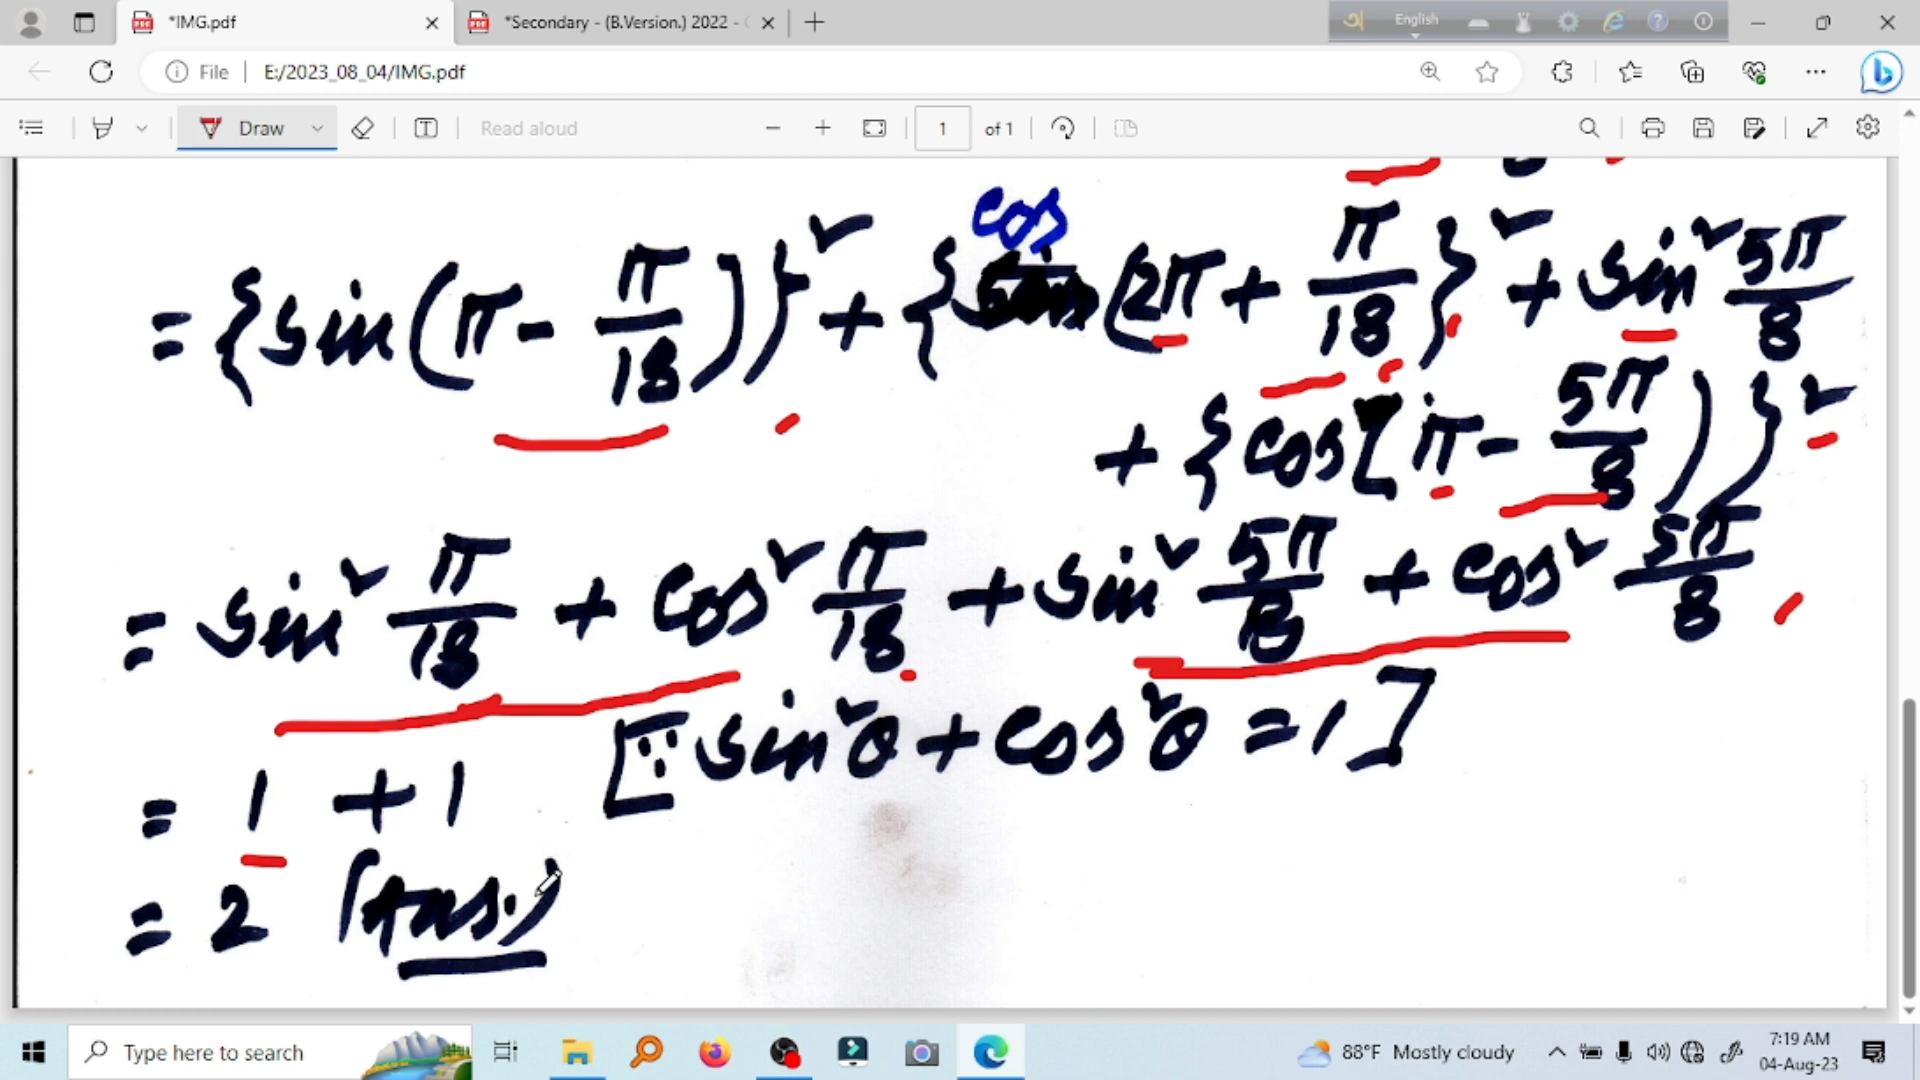 *IMG.pdf
*Secondary - (B.Version.) 2022 -
English
File E:/2023_08_04/IMG.pdf
Draw Read aloud 1 of 1
cos
= {sin(π - π/18)}² + { (2π + π/18}² + sin² 5π/8
+ {cos[π - 5π/8)}²
= sin² π/18 + cos² π/18 + sin² 5π/18 + cos² 5π/8
= 1 + 1 [∵ sin²θ + cos²θ = 1]
= 2 (Ans.)
Type here to search
88°F Mostly cloudy
7:19 AM
04-Aug-23